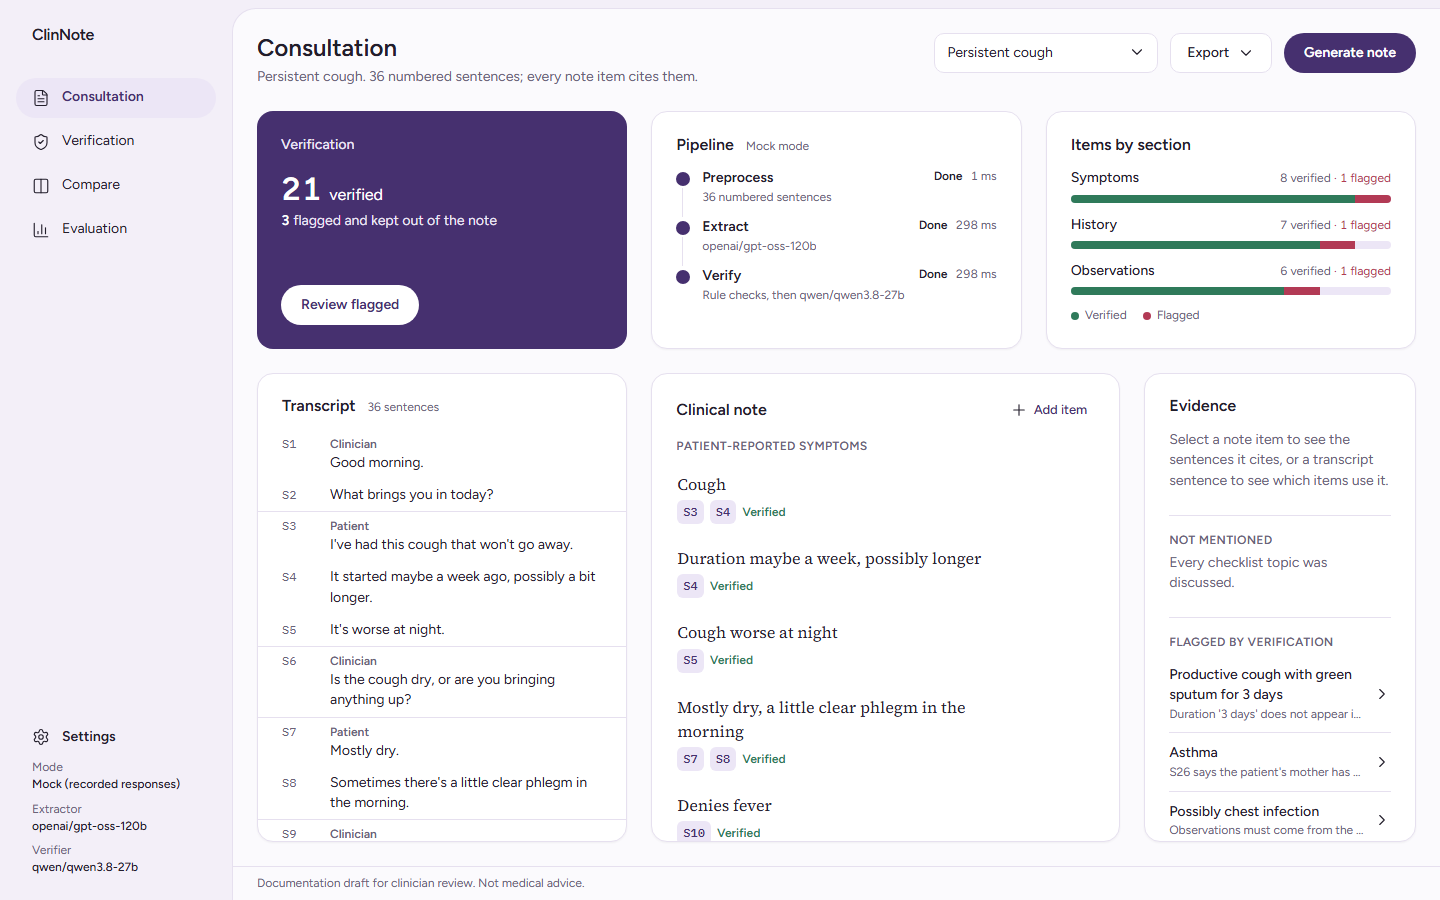 ClinNote
Consultation
Verification
Compare
Evaluation
Settings
Mode
Mock (recorded responses)
Extractor
openai/gpt-oss-120b
Verifier
qwen/qwen3.8-27b
Consultation
Persistent cough. 36 numbered sentences; every note item cites them.
Persistent cough
Export
Generate note
Verification
21 verified
3 flagged and kept out of the note
Review flagged
Pipeline Mock mode
Preprocess Done 1 ms
36 numbered sentences
Extract Done 298 ms
openai/gpt-oss-120b
Verify Done 298 ms
Rule checks, then qwen/qwen3.8-27b
Items by section
Symptoms 8 verified · 1 flagged
History 7 verified · 1 flagged
Observations 6 verified · 1 flagged
Verified Flagged
Transcript 36 sentences
S1 Clinician
Good morning.
S2 What brings you in today?
S3 Patient
I've had this cough that won't go away.
S4 It started maybe a week ago, possibly a bit
longer.
S5 It's worse at night.
S6 Clinician
Is the cough dry, or are you bringing
anything up?
S7 Patient
Mostly dry.
S8 Sometimes there's a little clear phlegm in
the morning.
S9 Clinician
Clinical note
Add item
PATIENT-REPORTED SYMPTOMS
Cough
S3 S4 Verified
Duration maybe a week, possibly longer
S4 Verified
Cough worse at night
S5 Verified
Mostly dry, a little clear phlegm in the
morning
S7 S8 Verified
Denies fever
S10 Verified
Evidence
Select a note item to see the
sentences it cites, or a transcript
sentence to see which items use it.
NOT MENTIONED
Every checklist topic was
discussed.
FLAGGED BY VERIFICATION
Productive cough with green
sputum for 3 days
Duration '3 days' does not appear i...
Asthma
S26 says the patient's mother has ...
Possibly chest infection
Observations must come from the ...
Documentation draft for clinician review. Not medical advice.